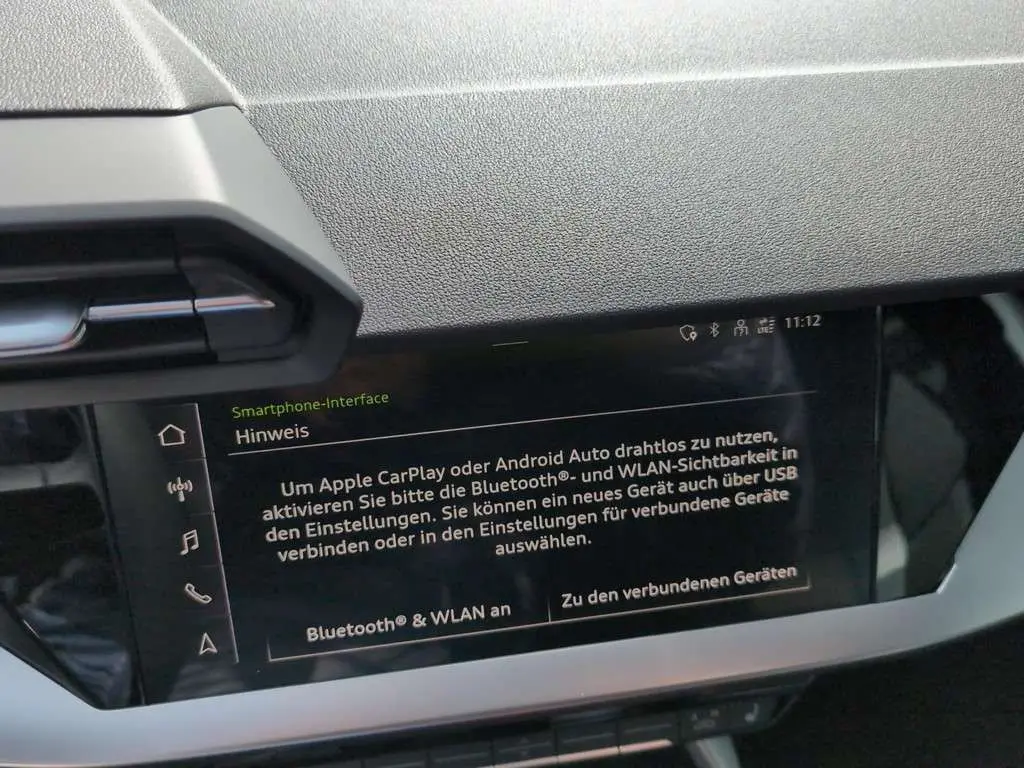 LTE 11:12
Smartphone-Interface
Hinweis
Um Apple CarPlay oder Android Auto drahtlos zu nutzen,
aktivieren Sie bitte die Bluetooth®- und WLAN-Sichtbarkeit in
den Einstellungen. Sie können ein neues Gerät auch über USB
verbinden oder in den Einstellungen für verbundene Geräte
auswählen.
Bluetooth® & WLAN an
Zu den verbundenen Geräten